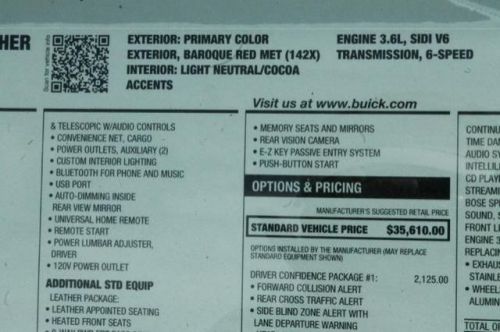 HER
Scan for vehicle info
EXTERIOR: PRIMARY COLOR
EXTERIOR, BAROQUE RED MET (142X)
INTERIOR: LIGHT NEUTRAL/COCOA
ACCENTS
ENGINE 3.6L, SIDI V6
TRANSMISSION, 6-SPEED
Visit us at www.buick.com
& TELESCOPIC W/AUDIO CONTROLS
• CONVENIENCE NET, CARGO
• POWER OUTLETS, AUXILIARY (2)
• CUSTOM INTERIOR LIGHTING
• BLUETOOTH FOR PHONE AND MUSIC
• USB PORT
• AUTO-DIMMING INSIDE
REAR VIEW MIRROR
• UNIVERSAL HOME REMOTE
• REMOTE START
• POWER LUMBAR ADJUSTER,
DRIVER
• 120V POWER OUTLET
ADDITIONAL STD EQUIP
LEATHER PACKAGE:
• LEATHER APPOINTED SEATING
• HEATED FRONT SEATS
• MEMORY SEATS AND MIRRORS
• REAR VISION CAMERA
• E-Z KEY PASSIVE ENTRY SYSTEM
• PUSH-BUTTON START
OPTIONS & PRICING
MANUFACTURER'S SUGGESTED RETAIL PRICE
STANDARD VEHICLE PRICE $35,610.00
OPTIONS INSTALLED BY THE MANUFACTURER (MAY REPLACE
STANDARD EQUIPMENT SHOWN)
DRIVER CONFIDENCE PACKAGE #1: 2,125.00
• FORWARD COLLISION ALERT
• REAR CROSS TRAFFIC ALERT
• SIDE BLIND ZONE ALERT WITH
LANE DEPARTURE WARNING
CONTINU
TIME DA
AUDIO SY
INTELLIL
CD PLAYE
STREAM
BOSE SP
SOUND, S
FRONT LI
ENGINE 3
REPLACIN
• EXHAUS
STAINLE
• WHEELS
ALUMIN
TOTAL OF